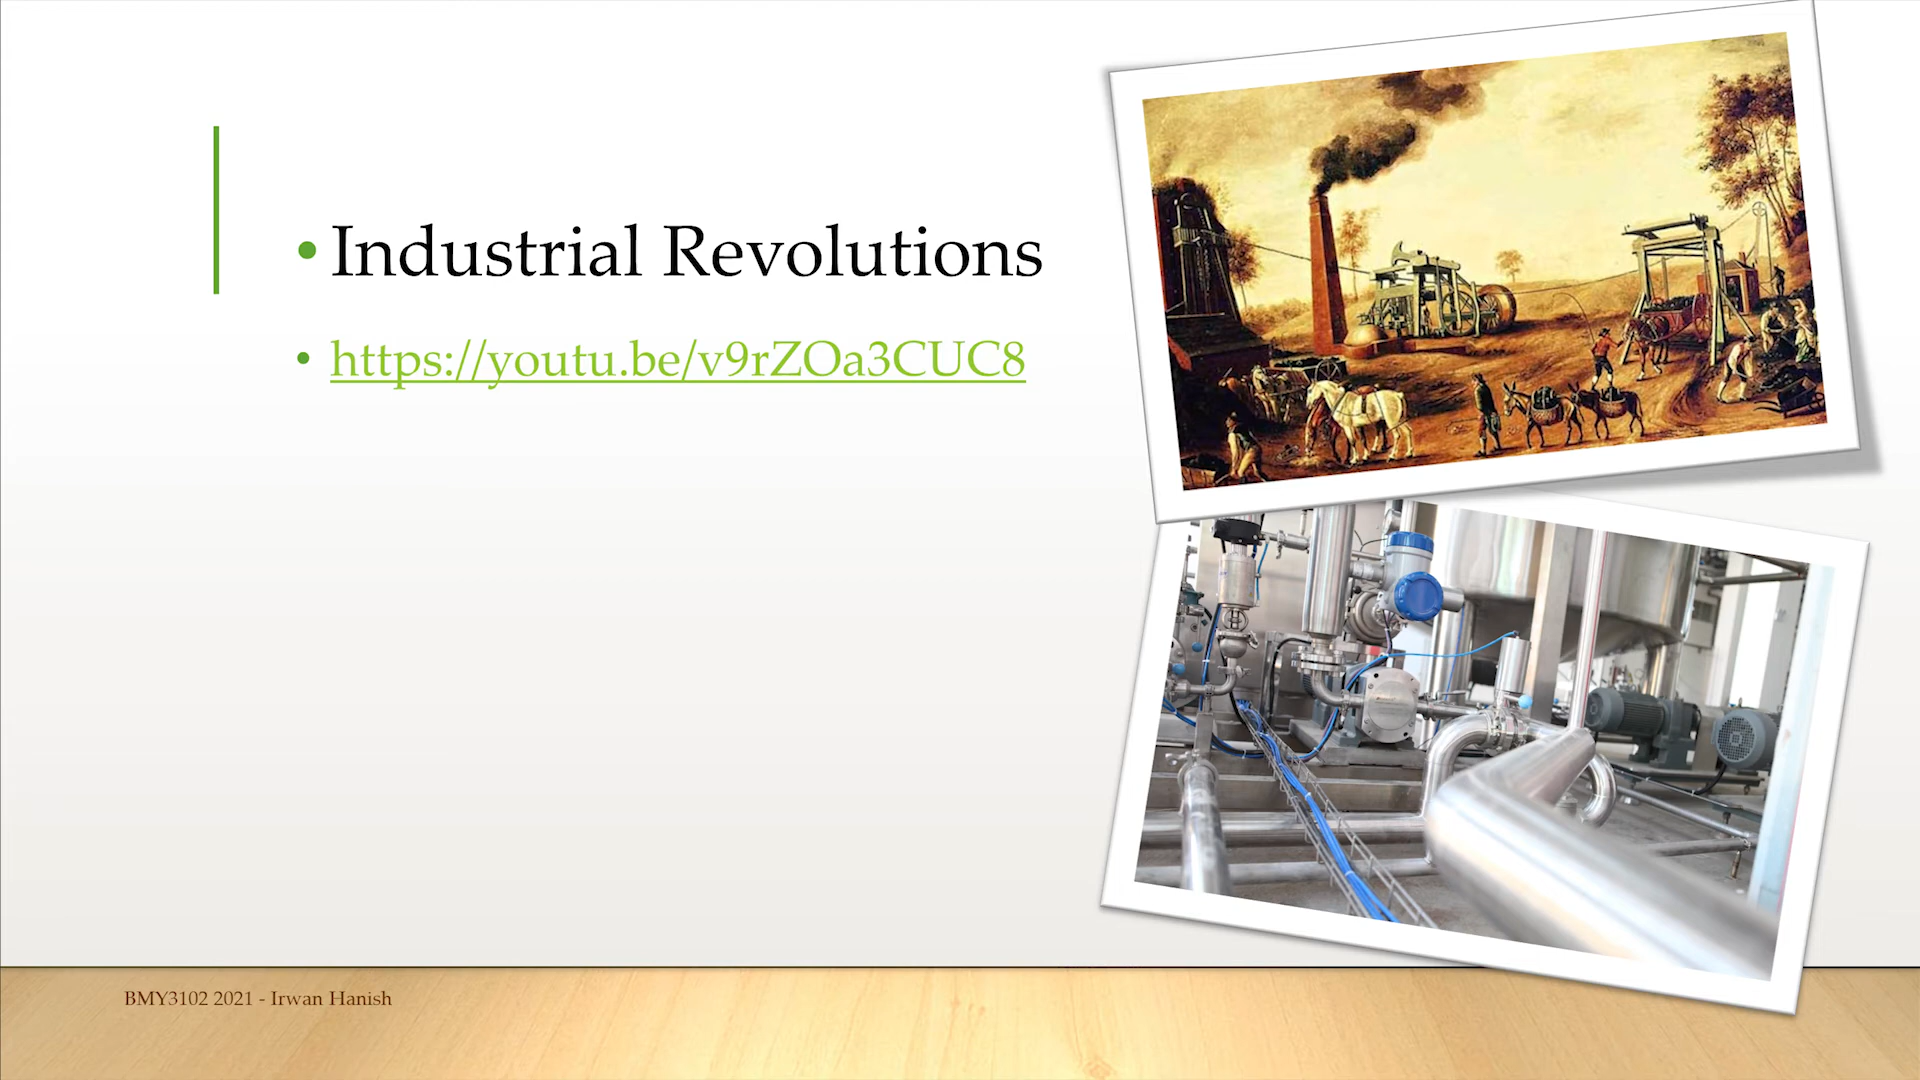 • Industrial Revolutions
• https://youtu.be/v9rZOa3CUC8
BMY3102 2021 - Irwan Hanish